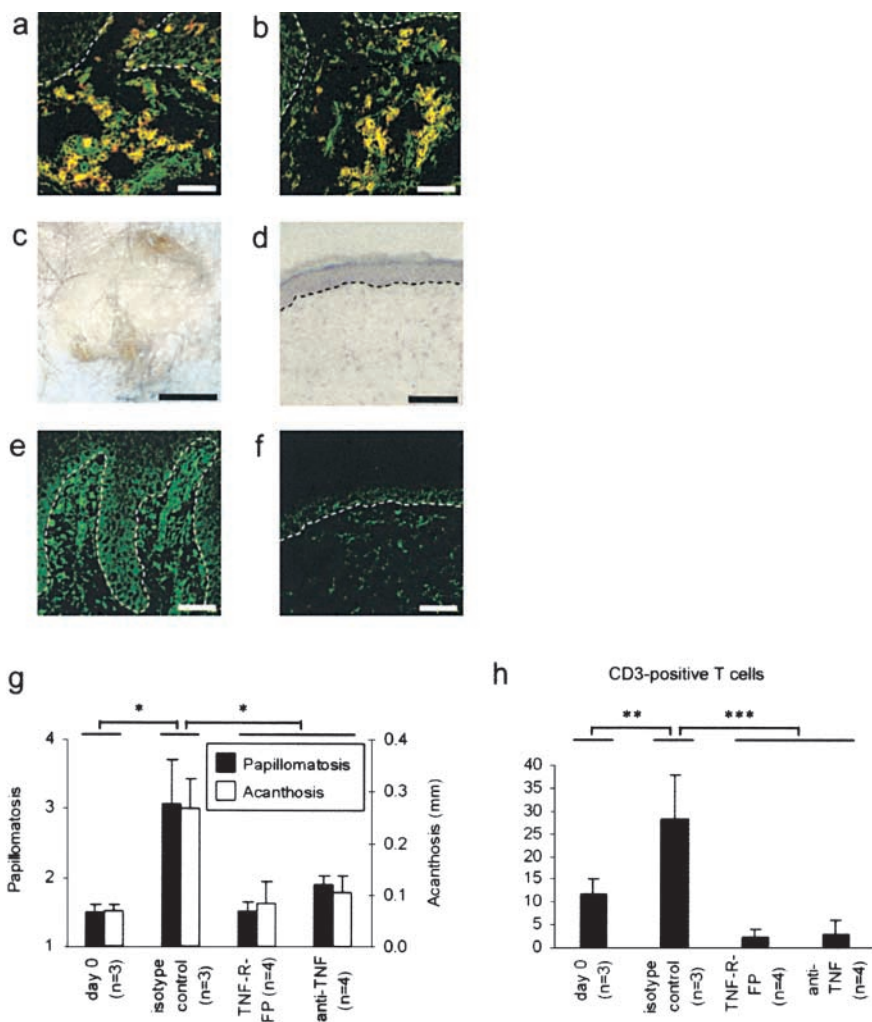 a
b
c
d
e
f
g
*
*
4
3
2
1
Papillomatosis
Papillomatosis
Acanthosis
0.4
0.3
0.2
0.1
0.0
Acanthosis (mm)
day 0 (n=3)
isotype control (n=3)
TNF-R-FP (n=4)
anti-TNF (n=4)
h
CD3-positive T cells
**
***
40
35
30
25
20
15
10
5
0
day 0 (n=3)
isotype control (n=3)
TNF-R-FP (n=4)
anti-TNF (n=4)